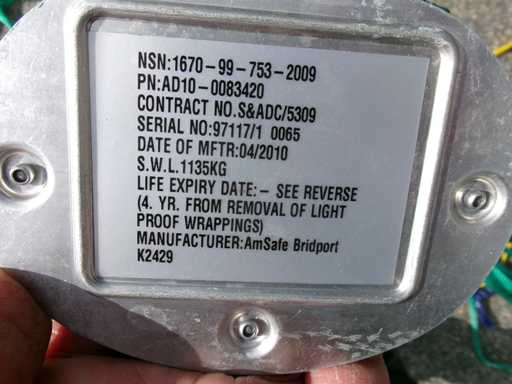 NSN:1670-99-753-2009
PN:AD10-0083420
CONTRACT NO.S&ADC/5309
SERIAL NO:97117/1 0065
DATE OF MFTR:04/2010
S.W.L.1135KG
LIFE EXPIRY DATE:- SEE REVERSE
(4. YR. FROM REMOVAL OF LIGHT
PROOF WRAPPINGS)
MANUFACTURER:AmSafe Bridport
K2429